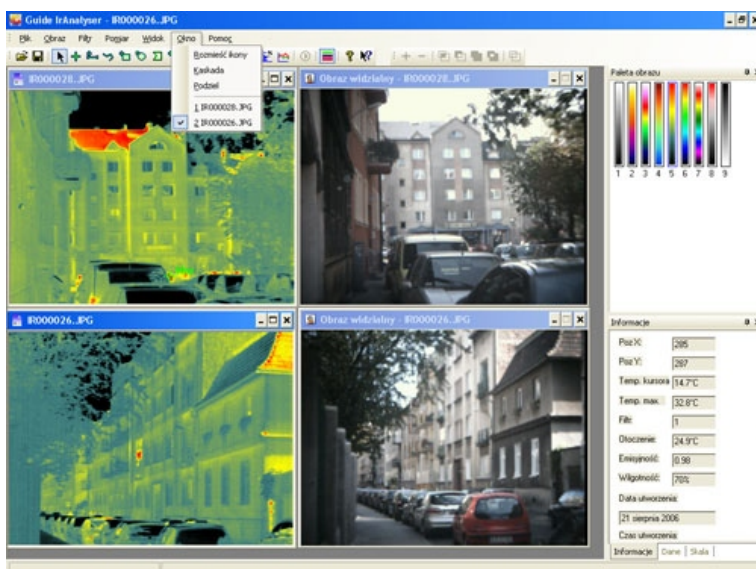 Guide IrAnalyser - IR000026..JPG
Plik Obraz Filtr Pomiar Widok Okno Pomoc
Rozmieść ikony
Kaskada
Podziel
1 IR000028.JPG
2 IR000026.JPG
IR000028..JPG
Obraz widzialny - IR000028..JPG
Paleta obrazu
1 2 3 4 5 6 7 8 9
IR000026..JPG
Obraz widzialny - IR000026..JPG
Informacje
Poz X: 285
Poz Y: 287
Temp. kursora 14.7°C
Temp. max. 32.8°C
Filtr: 1
Otoczenie: 24.9°C
Emisyjność: 0.98
Wilgotność: 70%
Data utworzenia:
21 sierpnia 2006
Czas utworzenia:
Informacje Dane Skala